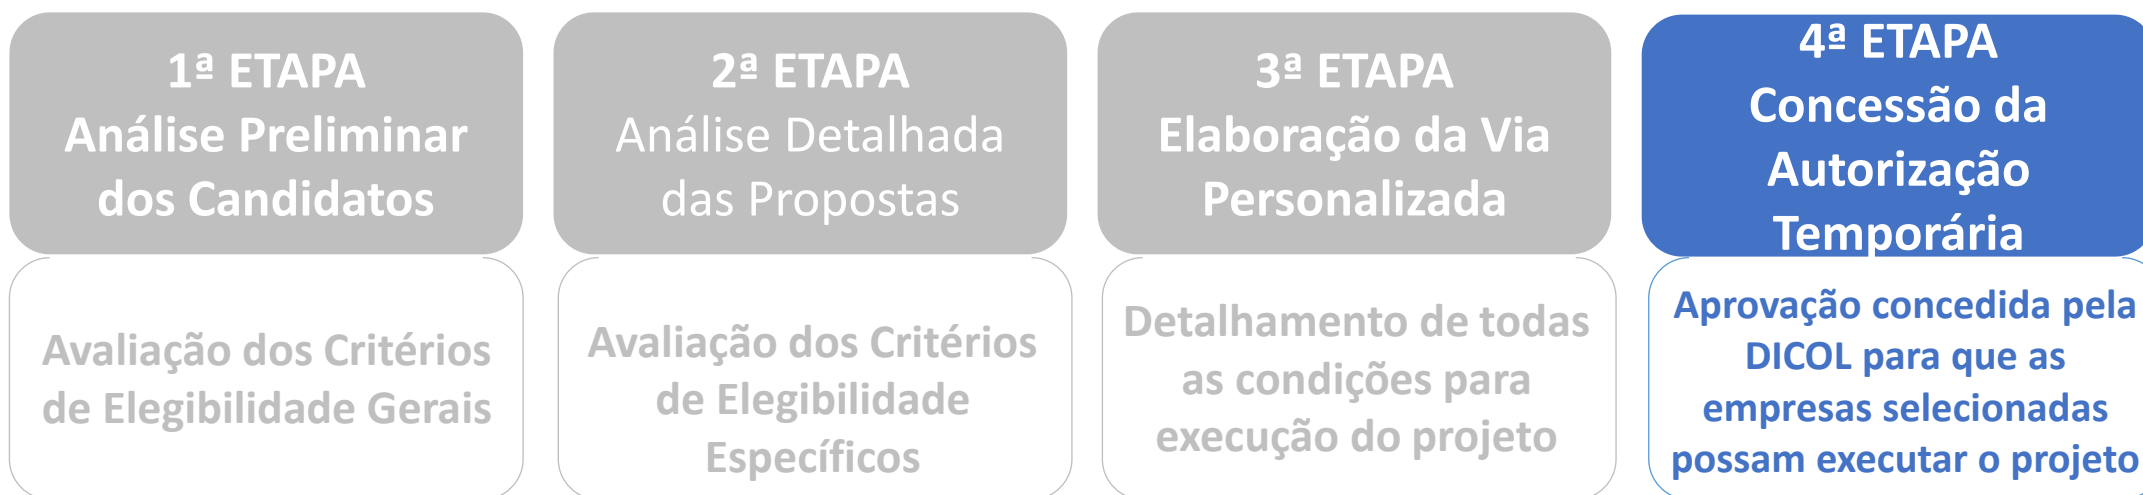 1ª ETAPA
Análise Preliminar
dos Candidatos
Avaliação dos Critérios
de Elegibilidade Gerais
2ª ETAPA
Análise Detalhada
das Propostas
Avaliação dos Critérios
de Elegibilidade
Específicos
3ª ETAPA
Elaboração da Via
Personalizada
Detalhamento de todas
as condições para
execução do projeto
4ª ETAPA
Concessão da
Autorização
Temporária
Aprovação concedida pela
DICOL para que as
empresas selecionadas
possam executar o projeto